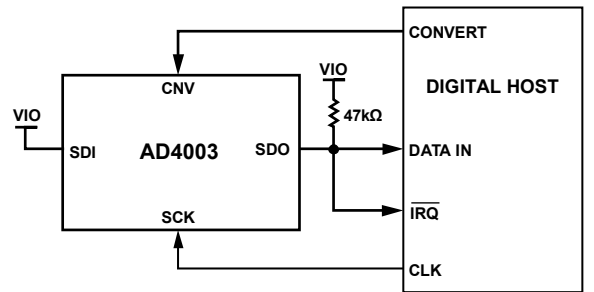 CONVERT
VIO
CNV
DIGITAL HOST
VIO
47kΩ
SDI
AD4003
SDO
DATA IN
SCK
IRQ
CLK